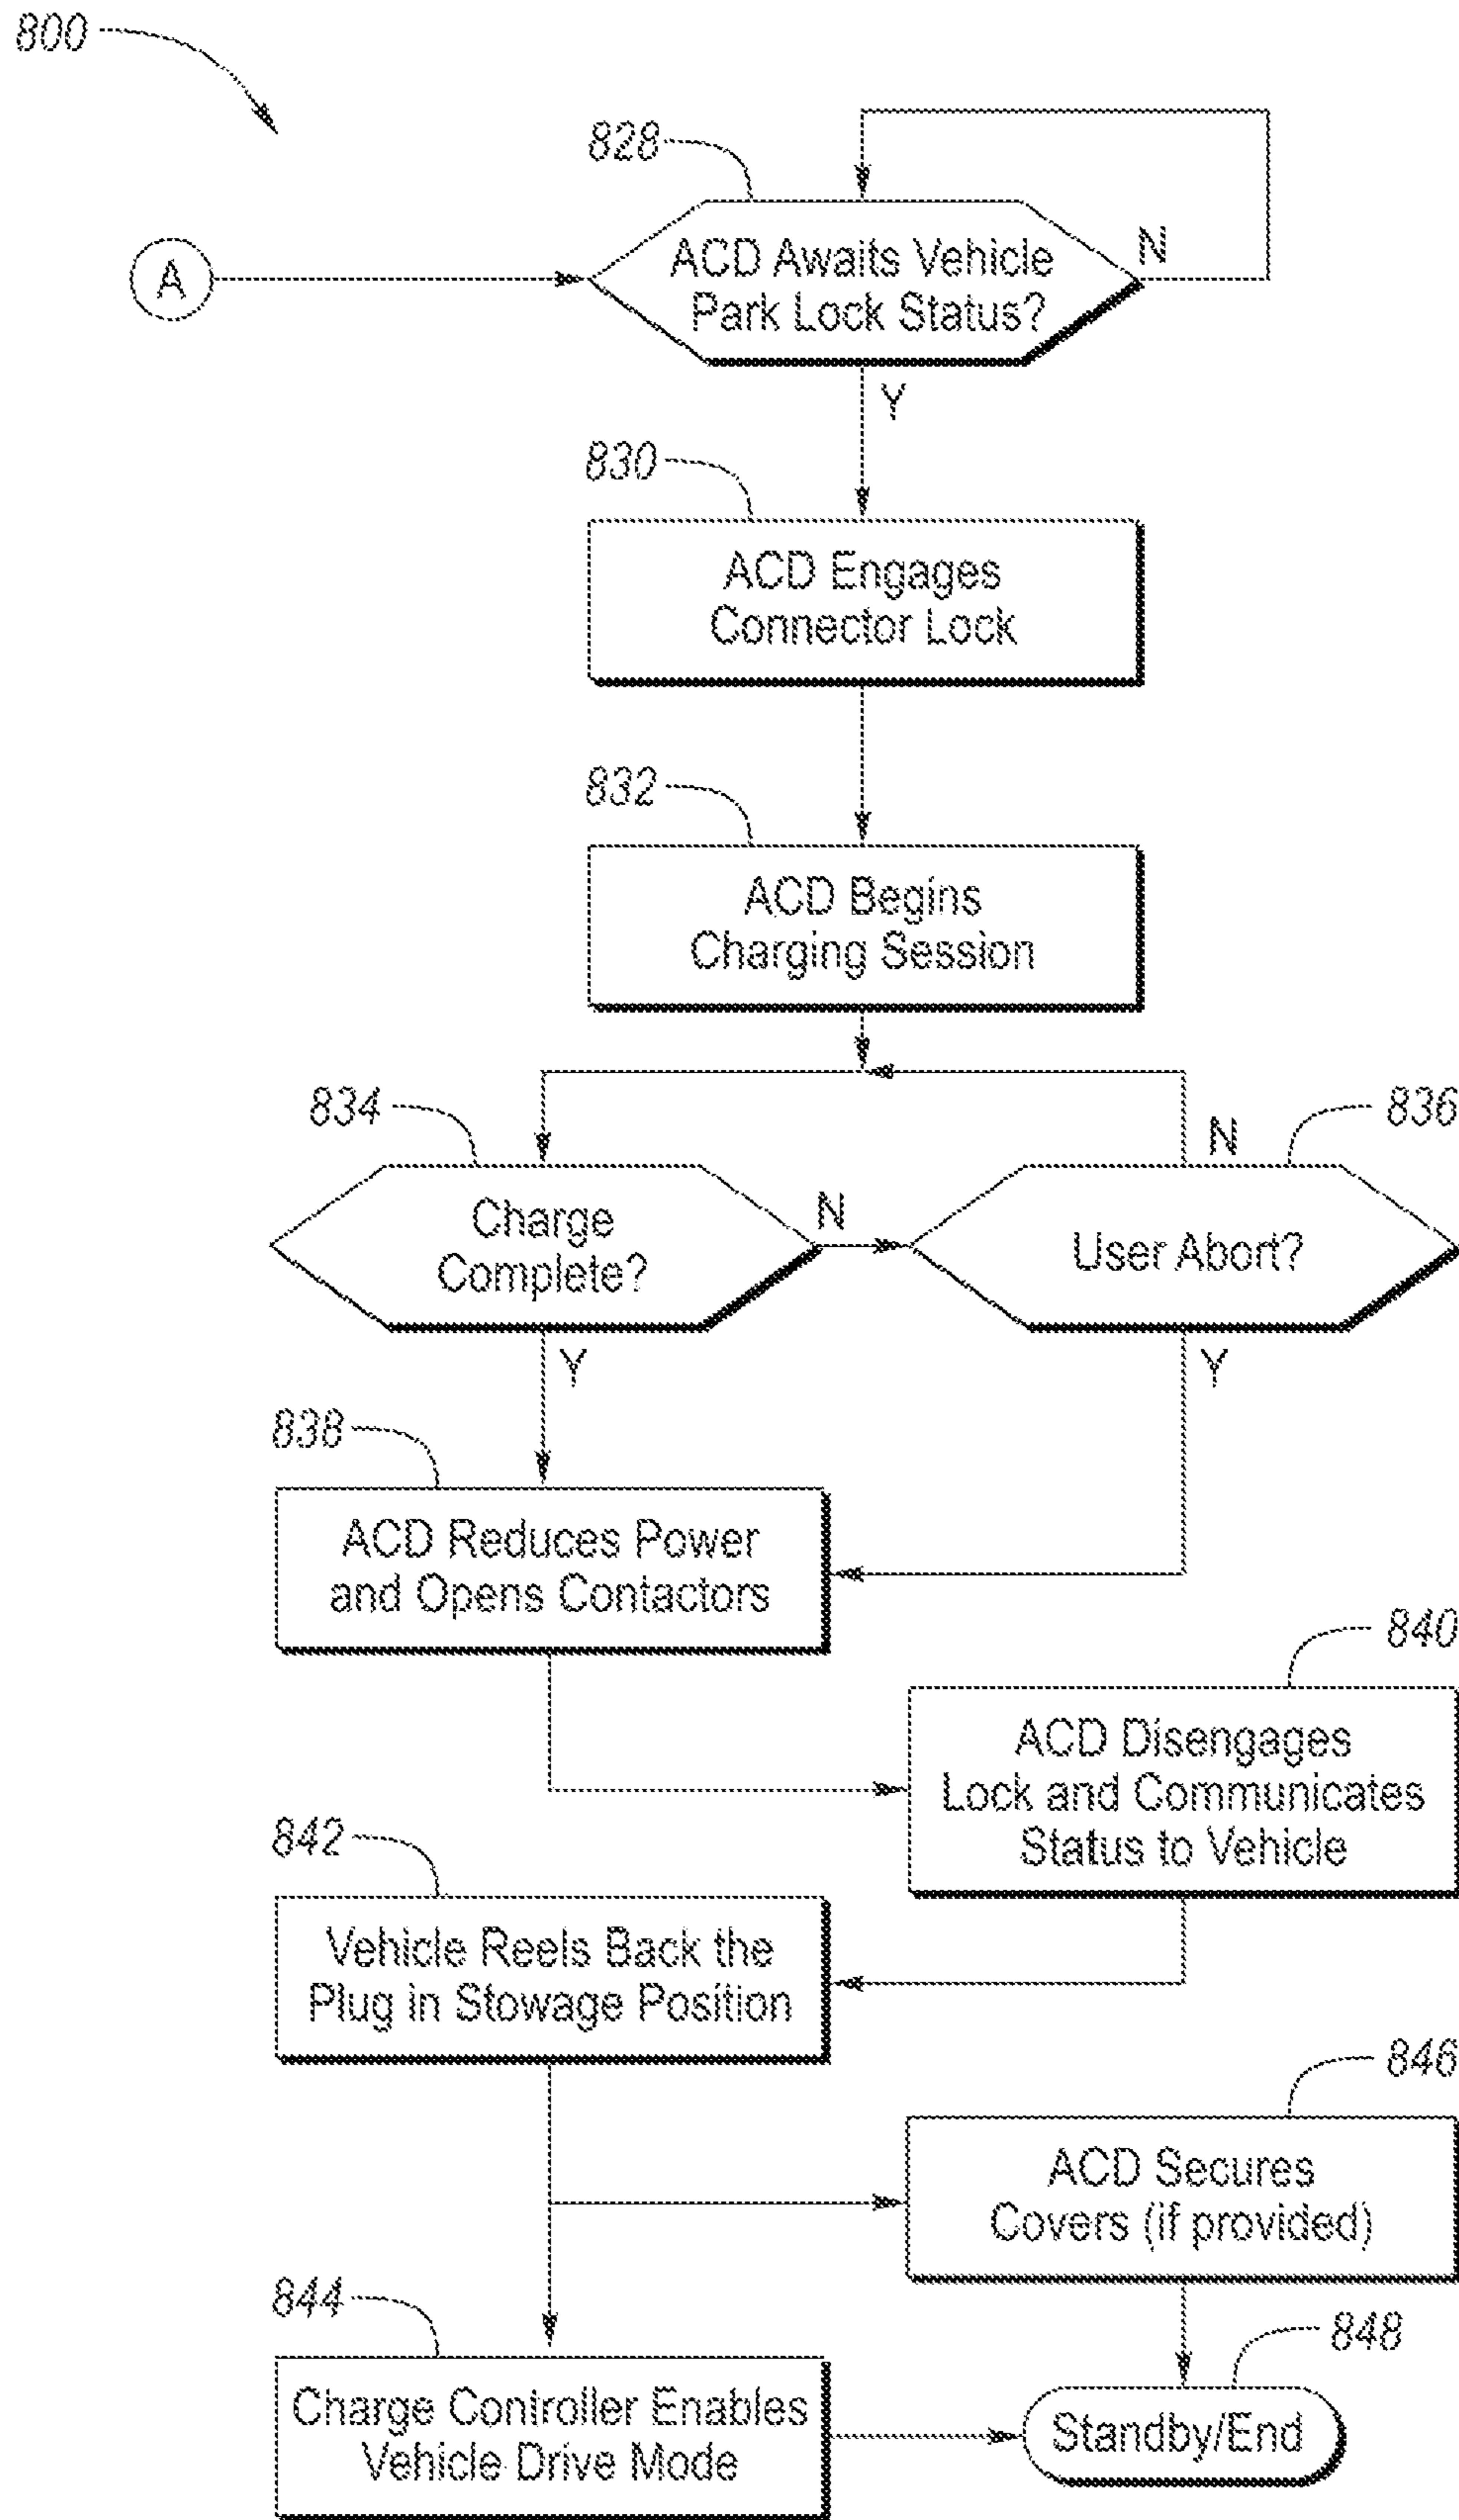 800
828
ACD Awaits Vehicle
Park Lock Status?
N
A
Y
830
ACD Engages
Connector Lock
832
ACD Begins
Charging Session
834
836
N
Charge
Complete?
N
User Abort?
Y
Y
838
ACD Reduces Power
and Opens Contactors
840
ACD Disengages
Lock and Communicates
Status to Vehicle
842
Vehicle Reels Back the
Plug in Stowage Position
846
ACD Secures
Covers (if provided)
844
848
Charge Controller Enables
Vehicle Drive Mode
Standby/End